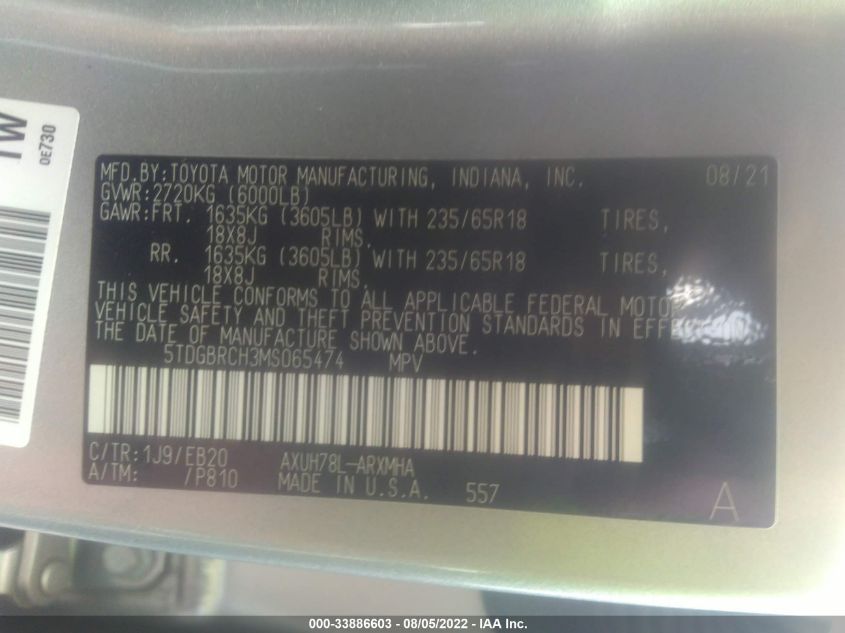 1W
0E730
MFD.BY:TOYOTA MOTOR MANUFACTURING, INDIANA, INC. 08/21
GVWR:2720KG (6000LB)
GAWR:FRT. 1635KG (3605LB) WITH 235/65R18 TIRES,
18X8J RIMS.
RR. 1635KG (3605LB) WITH 235/65R18 TIRES,
18X8J RIMS.
THIS VEHICLE CONFORMS TO ALL APPLICABLE FEDERAL MOTOR
VEHICLE SAFETY AND THEFT PREVENTION STANDARDS IN EFFECT
THE DATE OF MANUFACTURE SHOWN ABOVE.
5TDGBRCH3MS065474 MPV
C/TR:1J9/EB20 AXUH78L-ARXMHA
A/TM: /P810 MADE IN U.S.A. 557
A
000-33886603 - 08/05/2022 - IAA Inc.